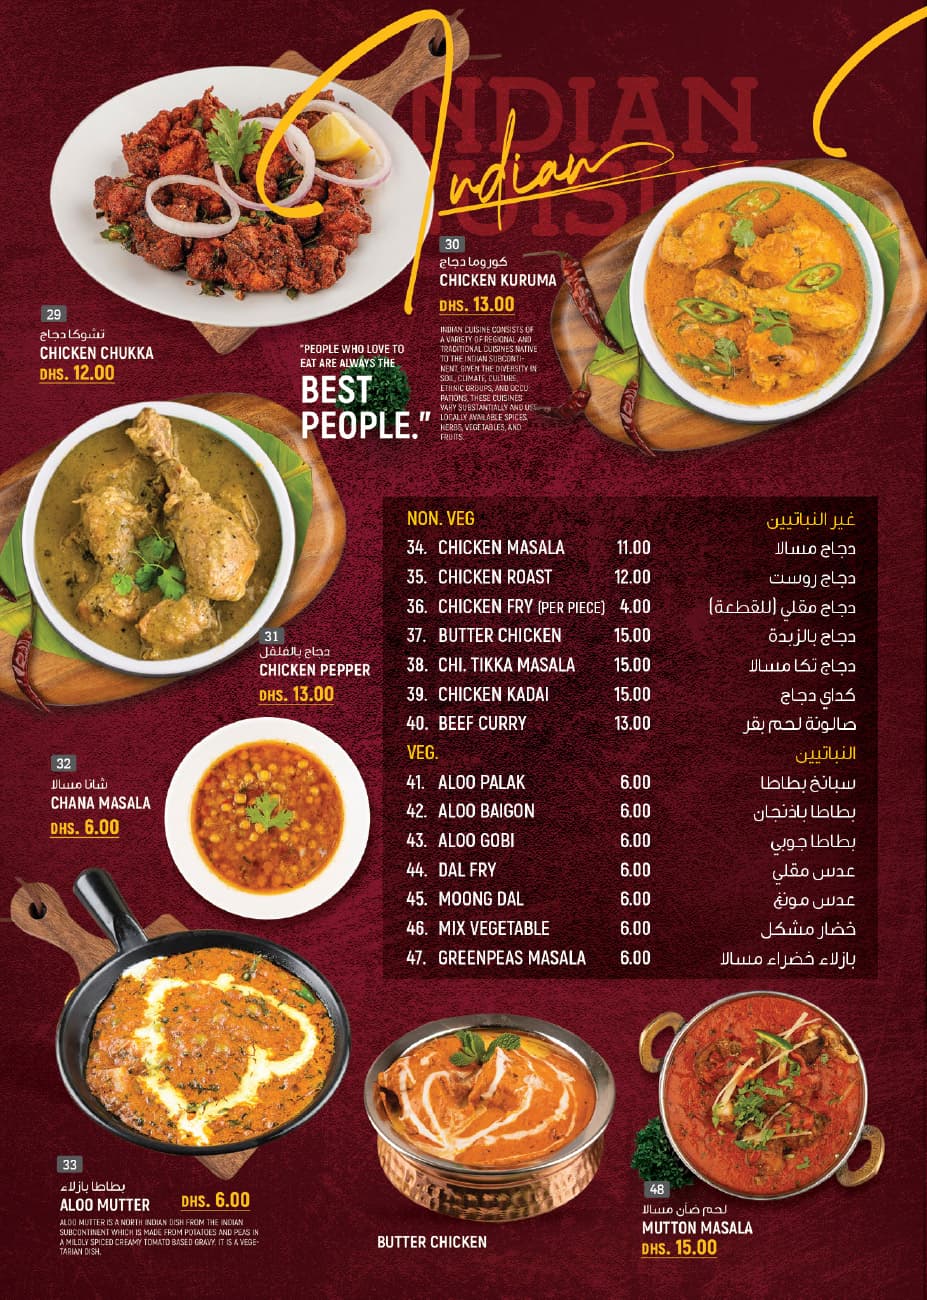 INDIAN
CUISINE
Indian
29
تشوكا دجاج
CHICKEN CHUKKA
DHS. 12.00
30
كوروما دجاج
CHICKEN KURUMA
DHS. 13.00
INDIAN CUISINE CONSISTS OF
A VARIETY OF REGIONAL AND
TRADITIONAL CUISINES NATIVE
TO THE INDIAN SUBCONTI-
NENT. GIVEN THE DIVERSITY IN
SOIL, CLIMATE, CULTURE,
ETHNIC GROUPS, AND OCCU
PATIONS, THESE CUISINES
VARY SUBSTANTIALLY AND USE
LOCALLY AVAILABLE SPICES,
HERBS, VEGETABLES, AND
FRUITS.
"PEOPLE WHO LOVE TO
EAT ARE ALWAYS THE
BEST
PEOPLE."
31
دجاج بالفلفل
CHICKEN PEPPER
DHS. 13.00
32
شانا مسالا
CHANA MASALA
DHS. 6.00
NON. VEG غير النباتيين
34. CHICKEN MASALA 11.00 دجاج مسالا
35. CHICKEN ROAST 12.00 دجاج روست
36. CHICKEN FRY (PER PIECE) 4.00 دجاج مقلي (للقطعة)
37. BUTTER CHICKEN 15.00 دجاج بالزبدة
38. CHI. TIKKA MASALA 15.00 دجاج تكا مسالا
39. CHICKEN KADAI 15.00 كداي دجاج
40. BEEF CURRY 13.00 صالونة لحم بقر
VEG. النباتيين
41. ALOO PALAK 6.00 سبانخ بطاطا
42. ALOO BAIGON 6.00 بطاطا باذنجان
43. ALOO GOBI 6.00 بطاطا جوبي
44. DAL FRY 6.00 عدس مقلي
45. MOONG DAL 6.00 عدس مونغ
46. MIX VEGETABLE 6.00 خضار مشكل
47. GREENPEAS MASALA 6.00 بازلاء خضراء مسالا
33
بطاطا بازلاء
ALOO MUTTER DHS. 6.00
ALOO MUTTER IS A NORTH INDIAN DISH FROM THE INDIAN
SUBCONTINENT WHICH IS MADE FROM POTATOES AND PEAS IN
A MILDLY SPICED CREAMY TOMATO BASED GRAVY. IT IS A VEGE-
TARIAN DISH.
BUTTER CHICKEN
48
لحم ضأن مسالا
MUTTON MASALA
DHS. 15.00